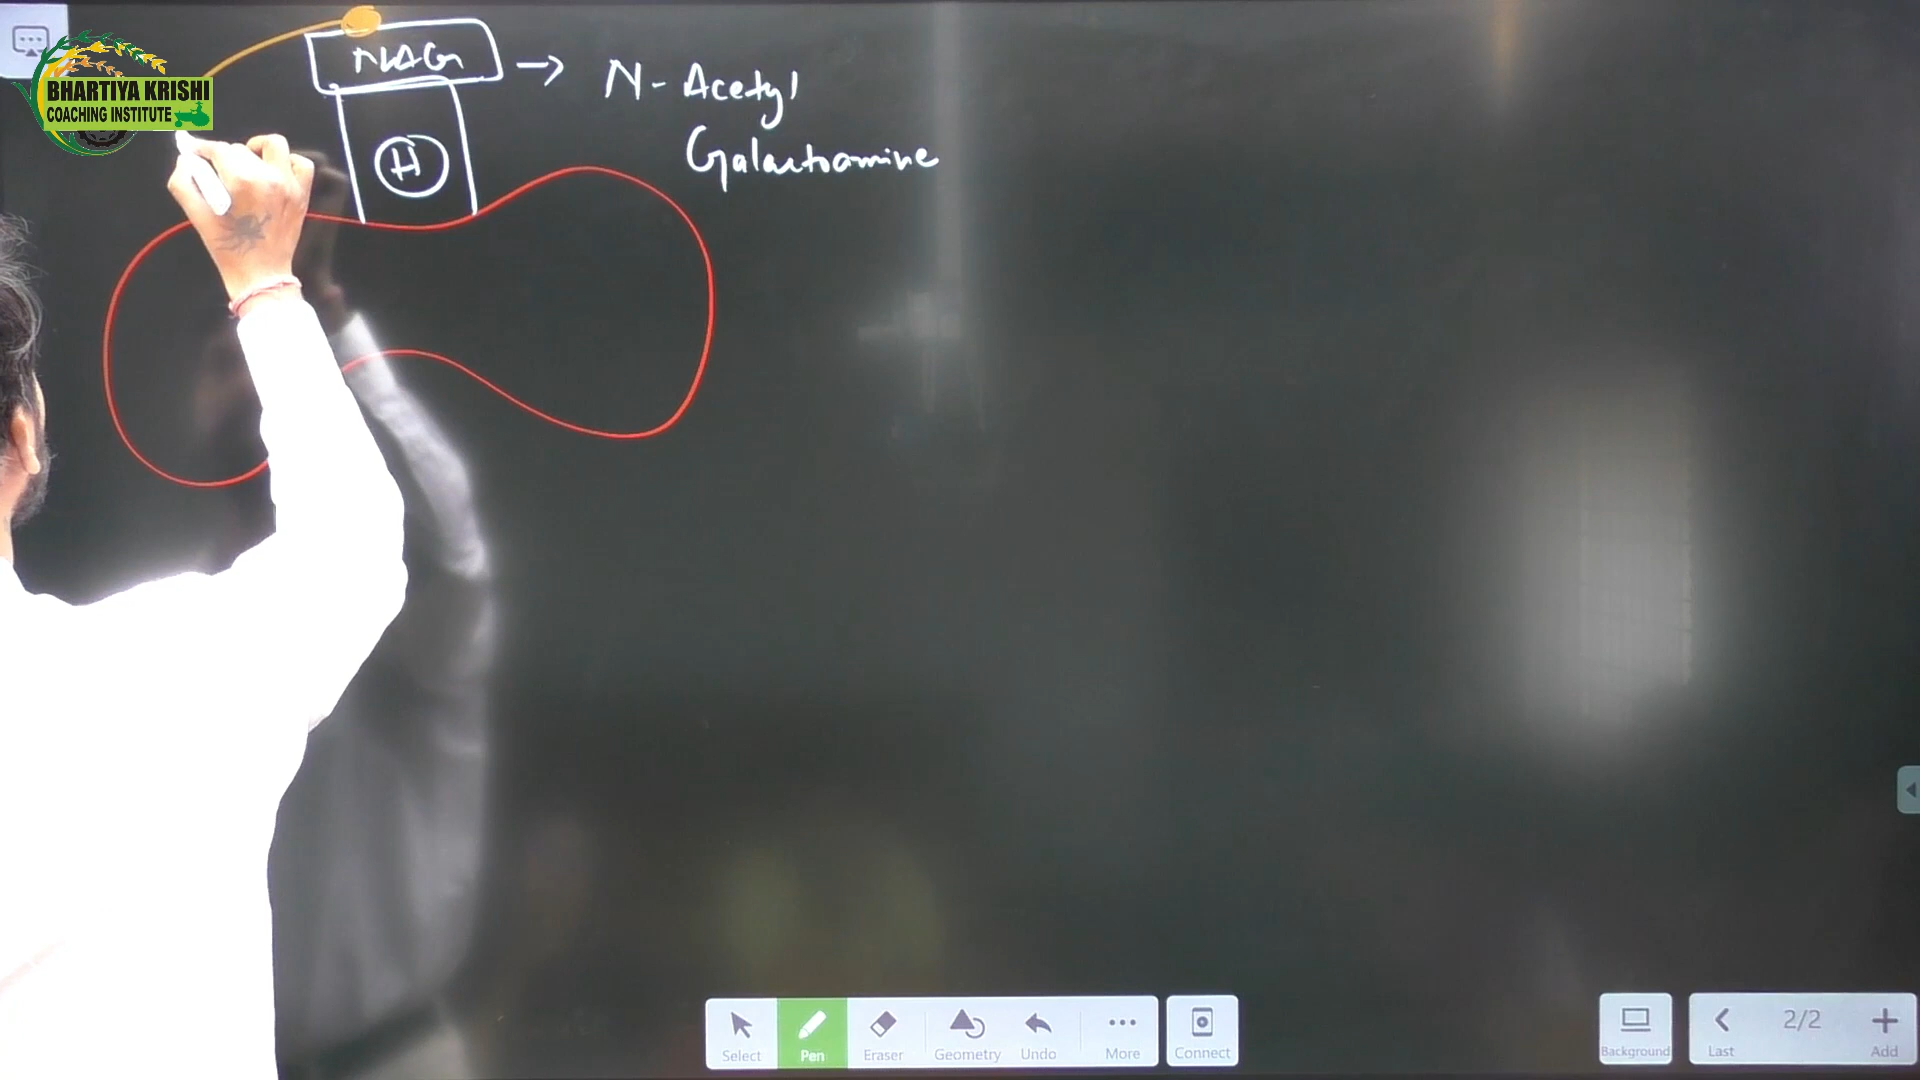 BHARTIYA KRISHI
COACHING INSTITUTE
NAG
H
→ N-Acetyl
Galactoamine
Select
Pen
Eraser
Geometry
Undo
More
Connect
Background
Last
2/2
Add